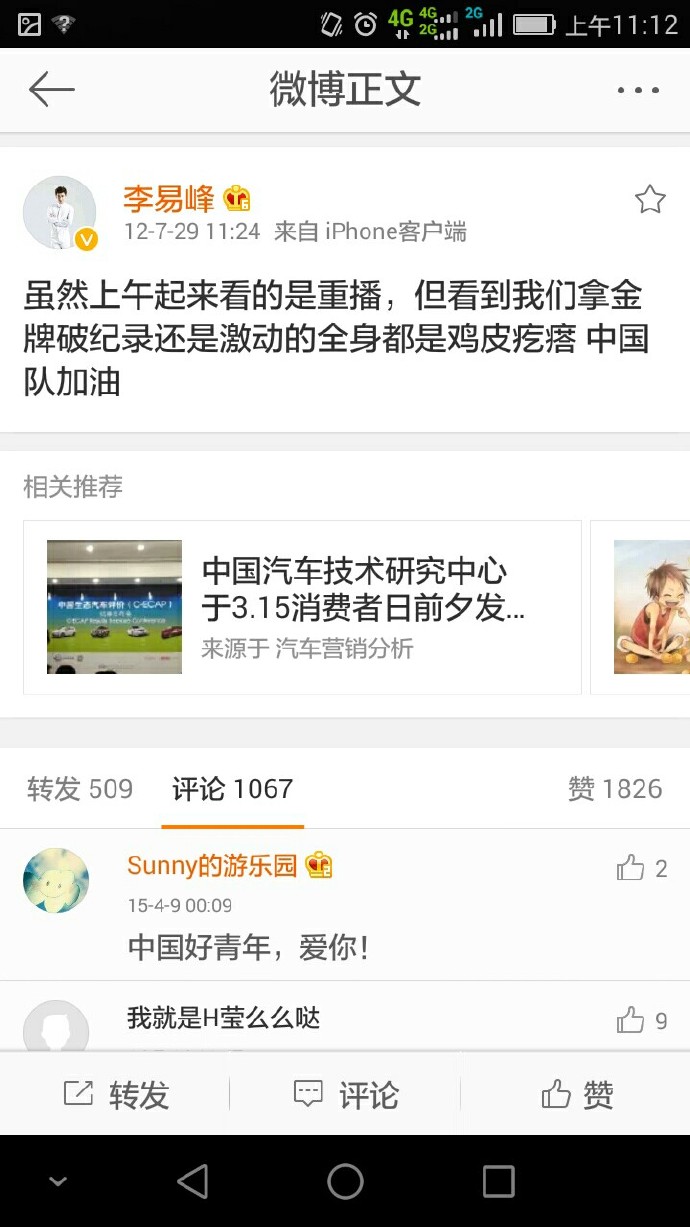 4G 4G 2G 2G 上午11:12
微博正文
李易峰
12-7-29 11:24 来自 iPhone客户端
虽然上午起来看的是重播，但看到我们拿金
牌破纪录还是激动的全身都是鸡皮疙瘩 中国
队加油
相关推荐
中国生态汽车评价（C-ECAP）
中国汽车技术研究中心
于3.15消费者日前夕发...
来源于 汽车营销分析
转发 509 评论 1067 赞 1826
Sunny的游乐园 2
15-4-9 00:09
中国好青年，爱你！
我就是H莹么么哒 9
转发 评论 赞